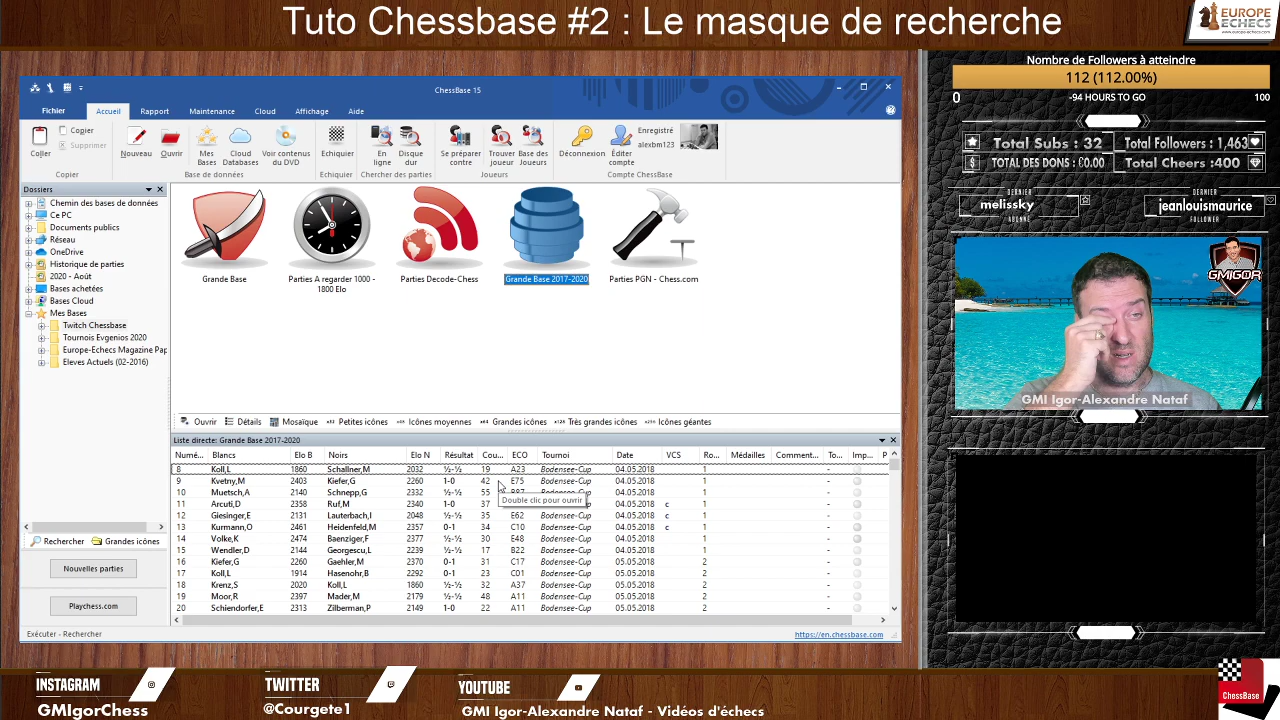 Tuto Chessbase #2 : Le masque de recherche
EUROPE
ECHECS
www.europe-echecs.com
ChessBase 15
Fichier Accueil Rapport Maintenance Cloud Affichage Aide
Coller
Copier
Supprimer
Nouveau
Ouvrir
Mes Bases
Cloud Databases
Voir contenus du DVD
Echiquier
En ligne
Disque dur
Se préparer contre
Trouver joueur
Base des Joueurs
Déconnexion
Éditer compte
Enregistré
alexbm123
Copier Base de données Echiquier Chercher des parties Joueurs Compte ChessBase
Dossiers
Chemin des bases de données
Ce PC
Documents publics
Réseau
OneDrive
Historique de parties
2020 - Août
Bases achetées
Bases Cloud
Mes Bases
Twitch Chessbase
Tournois Evgenios 2020
Europe-Echecs Magazine Pap
Eleves Actuels (02-2016)
Rechercher Grandes icônes
Nouvelles parties
Playchess.com
Grande Base
Parties A regarder 1000 -
1800 Elo
Parties Decode-Chess
Grande Base 2017-2020
Parties PGN - Chess.com
Ouvrir Détails Mosaïque Petites icônes Icônes moyennes Grandes icônes Très grandes icônes Icônes géantes
Liste directe: Grande Base 2017-2020
Numé... Blancs Elo B Noirs Elo N Résultat Cou... ECO Tournoi Date VCS Ro... Médailles Comment... To... Imp... P
8 Koll,L 1860 Schallner,M 2032 ½-½ 19 A23 Bodensee-Cup 04.05.2018 1 -
9 Kvetny,M 2403 Kiefer,G 2260 1-0 42 E75 Bodensee-Cup 04.05.2018 1
10 Muetsch,A 2140 Schnepp,G 2332 ½-½ 55 Bodensee-Cup 04.05.2018 1 -
11 Arcuti,D 2358 Ruf,M 2340 1-0 37 04.05.2018 c 1 -
Double clic pour ouvrir
12 Giesinger,E 2131 Lauterbach,I 2068 ½-½ 35 E62 Bodensee-Cup 04.05.2018 c 1 -
13 Kurmann,O 2461 Heidenfeld,M 2357 0-1 34 C10 Bodensee-Cup 04.05.2018 c 1 -
14 Volke,K 2474 Baenziger,F 2377 ½-½ 30 E48 Bodensee-Cup 04.05.2018 1 -
15 Wendler,D 2144 Georgescu,L 2239 ½-½ 17 B22 Bodensee-Cup 04.05.2018 1 -
16 Kiefer,G 2260 Gaehler,M 2370 0-1 31 C17 Bodensee-Cup 05.05.2018 2 -
17 Koll,L 1914 Hasenohr,B 2292 0-1 23 C01 Bodensee-Cup 05.05.2018 2 -
18 Krenz,S 2020 Koll,L 1860 ½-½ 32 A37 Bodensee-Cup 05.05.2018 2 -
19 Moor,R 2397 Mader,M 2179 ½-½ 48 A11 Bodensee-Cup 05.05.2018 2 -
20 Schiendorfer,E 2313 Zilberman,P 2149 1-0 22 A11 Bodensee-Cup 05.05.2018 2 -
Exécuter - Rechercher
https://en.chessbase.com
Nombre de Followers à atteindre
112 (112.00%)
0 -94 HOURS TO GO 100
Total Subs : 32 Total Followers : 1,463
TOTAL DES DONS : €0.00 Total Cheers :400
DERNIER
melissky
ABONNÉ
DERNIER
jeanlouismaurice
FOLLOWER
GMIGOR
GMI Igor-Alexandre Nataf
INSTAGRAM
GMIgorChess
TWITTER
@Courgete1
YOUTUBE
GMI Igor-Alexandre Nataf - Vidéos d'échecs
ChessBase